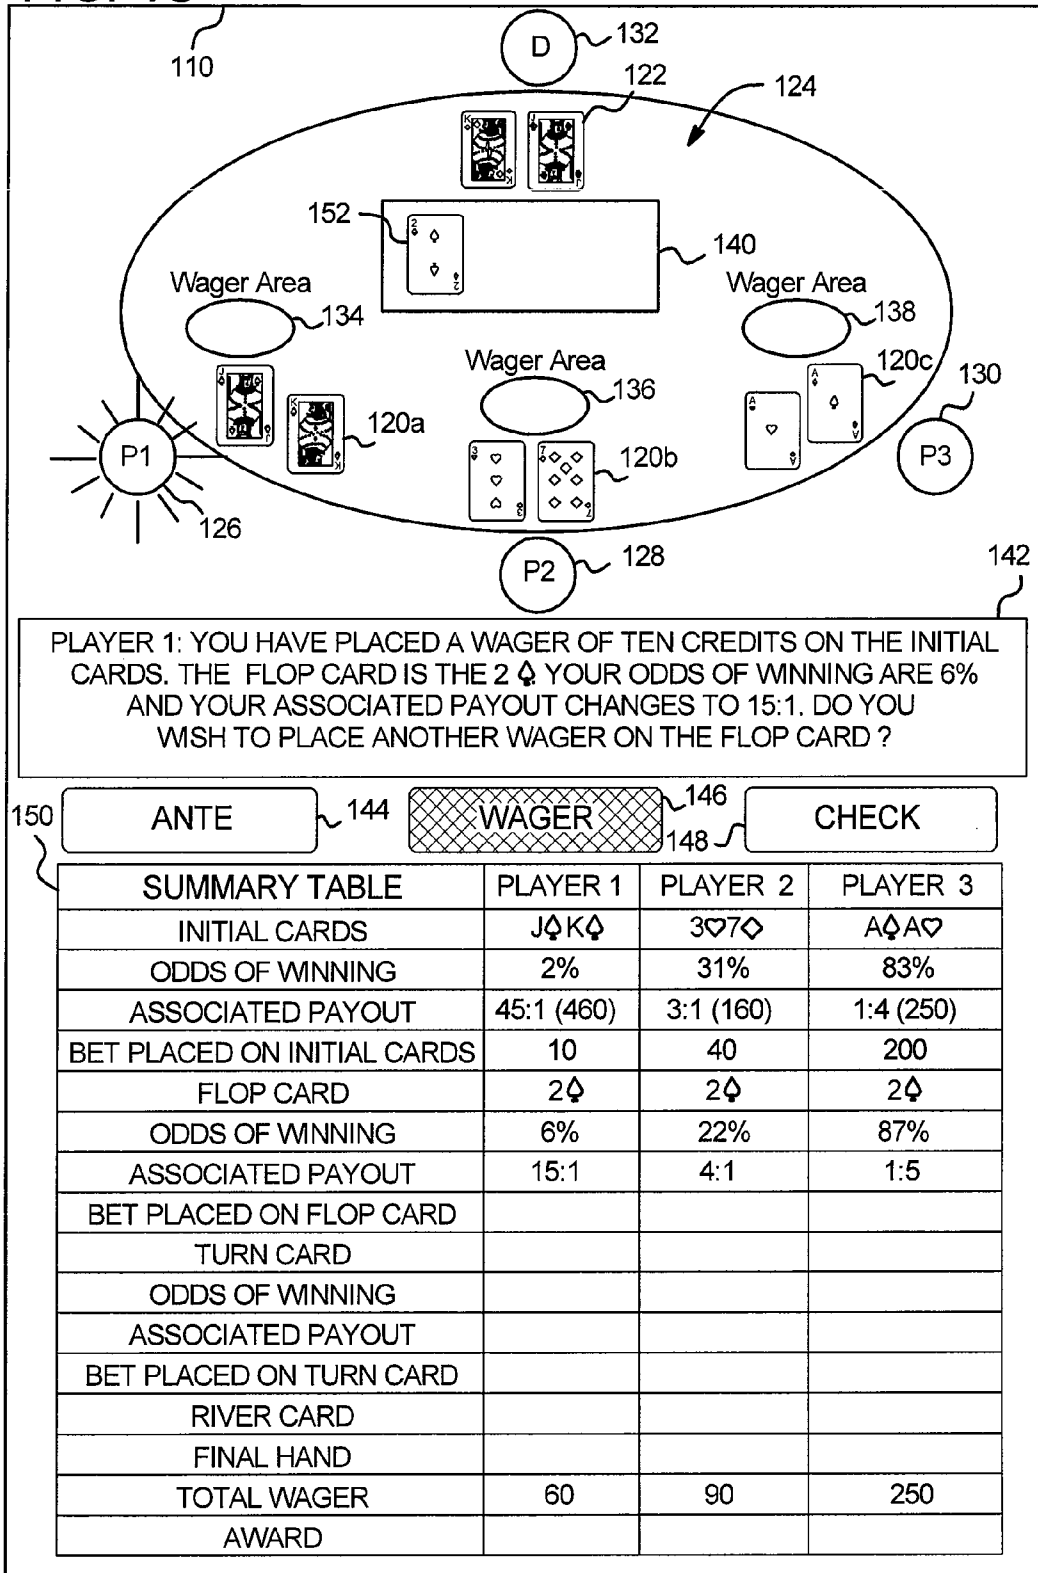 110
D
132
122
124
K
J
152
2
140
Wager Area
134
Wager Area
138
Wager Area
136
J
K
120a
3
7
120b
A
A
120c
130
P1
126
P3
P2
128
142
PLAYER 1: YOU HAVE PLACED A WAGER OF TEN CREDITS ON THE INITIAL
CARDS. THE FLOP CARD IS THE 2 ♤ YOUR ODDS OF WINNING ARE 6%
AND YOUR ASSOCIATED PAYOUT CHANGES TO 15:1. DO YOU
WISH TO PLACE ANOTHER WAGER ON THE FLOP CARD ?
150
ANTE
144
WAGER
146
148
CHECK
SUMMARY TABLE PLAYER 1 PLAYER 2 PLAYER 3
INITIAL CARDS J♤K♤ 3♡7♢ A♤A♡
ODDS OF WINNING 2% 31% 83%
ASSOCIATED PAYOUT 45:1 (460) 3:1 (160) 1:4 (250)
BET PLACED ON INITIAL CARDS 10 40 200
FLOP CARD 2♤ 2♤ 2♤
ODDS OF WINNING 6% 22% 87%
ASSOCIATED PAYOUT 15:1 4:1 1:5
BET PLACED ON FLOP CARD
TURN CARD
ODDS OF WINNING
ASSOCIATED PAYOUT
BET PLACED ON TURN CARD
RIVER CARD
FINAL HAND
TOTAL WAGER 60 90 250
AWARD